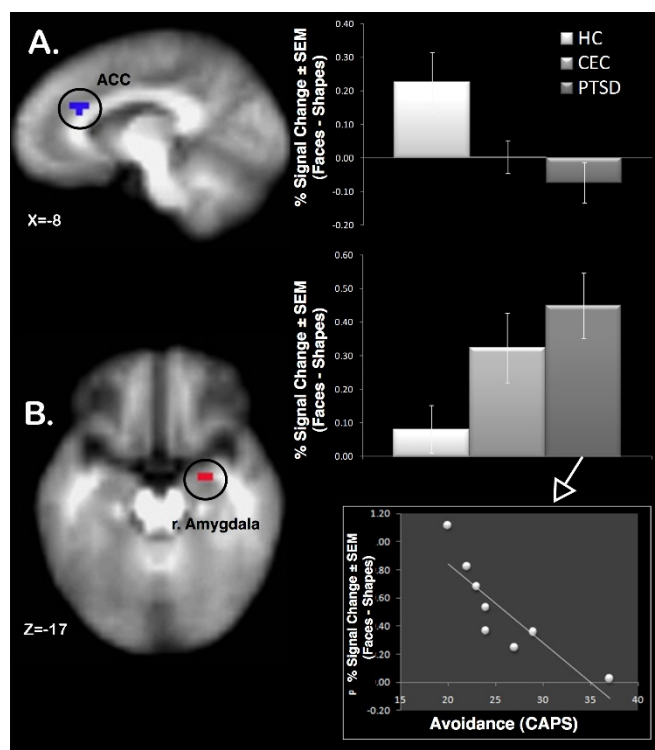 A.
ACC
X=-8
% Signal Change ± SEM
(Faces - Shapes)
0.40
0.30
0.20
0.10
0.00
-0.10
-0.20
HC
CEC
PTSD
B.
r. Amygdala
Z=-17
% Signal Change ± SEM
(Faces - Shapes)
0.60
0.50
0.40
0.30
0.20
0.10
0.00
P % Signal Change ± SEM
(Faces - Shapes)
1.20
1.00
.80
.60
.40
.20
.00
-0.20
15
20
25
30
35
40
Avoidance (CAPS)